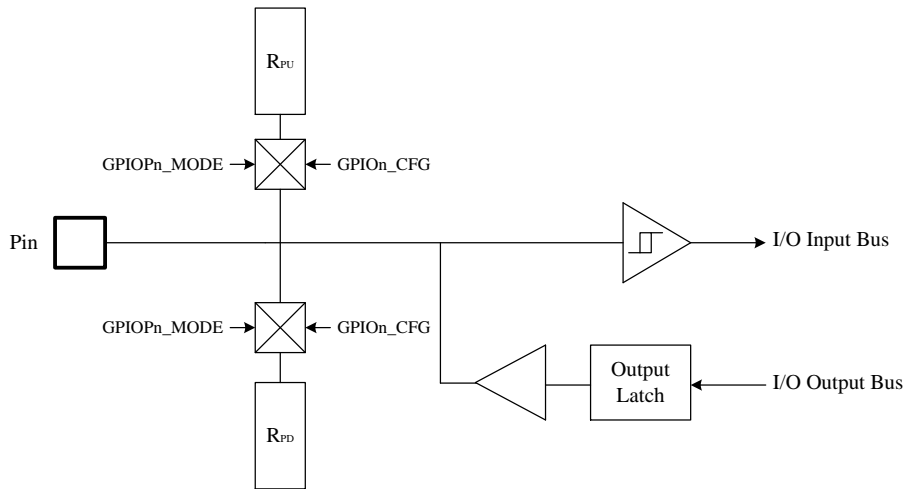 RPU
GPIOPn_MODE
GPIOn_CFG
Pin
I/O Input Bus
GPIOPn_MODE
GPIOn_CFG
Output
Latch
I/O Output Bus
RPD